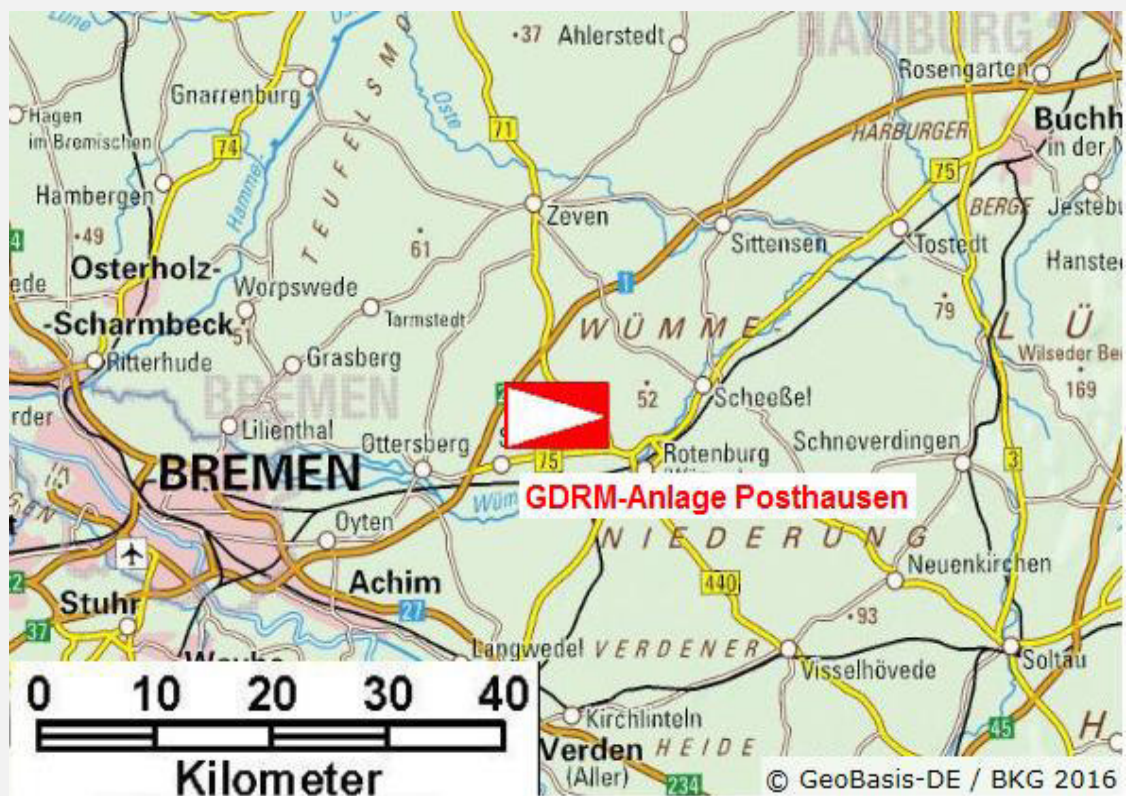 37
Ahlerstedt
HAMBURG
Rosengarten
Gnarrenburg
TEUFELSMO
Oste
71
Hagen
im Bremischen
74
HARBURGER
Buchh
in der N
75
Hambergen
Hamme
Zeven
BERGE
Jestebu
49
61
Sittensen
Tostedt
Hanste
Osterholz-
-Scharmbeck
ede
Worpswede
1
79
51
Tarmstedt
WÜMME-
L Ü
Wilseder Be
169
Ritterhude
Grasberg
BREMEN
52
Scheeßel
rder
Lilienthal
Ottersberg
S
75
Rotenburg
Schneverdingen
3
BREMEN
Wüm
GDRM-Anlage Posthausen
Oyten
NIEDERUNG
Neuenkirchen
Achim
27
440
Stuhr
37
93
Langwedel
VERDENER
Visselhövede
Soltau
0 10 20 30 40
Kilometer
Kirchlinteln
Verden
(Aller)
HEIDE
234
45
H
© GeoBasis-DE / BKG 2016